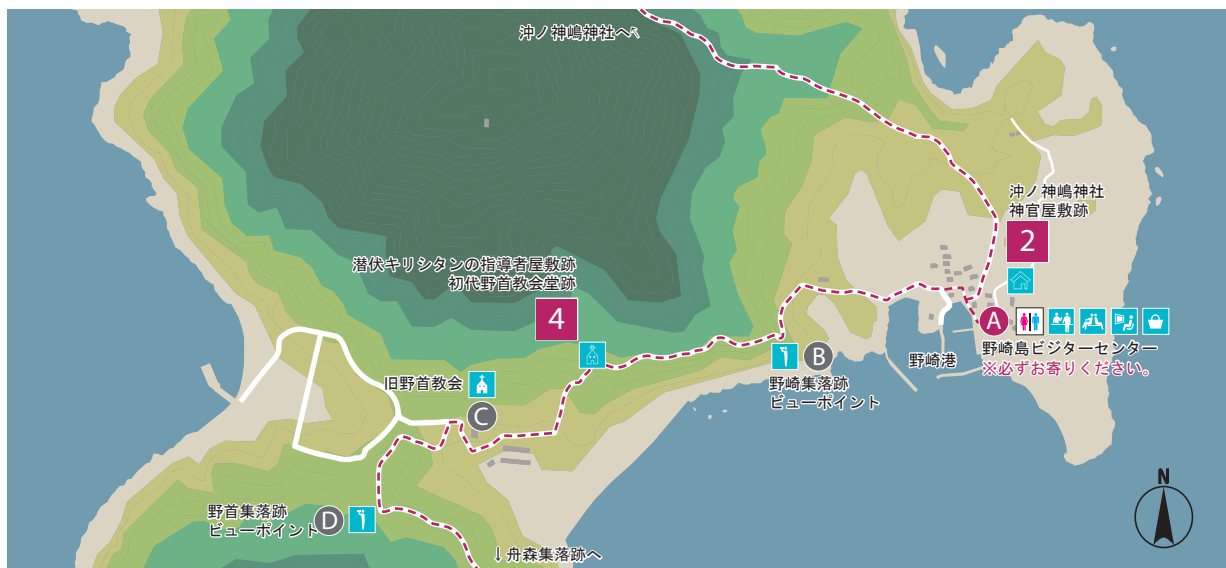 沖ノ神嶋神社へ↖
沖ノ神嶋神社
神官屋敷跡
2
潜伏キリシタンの指導者屋敷跡
初代野首教会堂跡
4
A
野崎島ビジターセンター
※必ずお寄りください。
野崎港
B
野崎集落跡
ビューポイント
旧野首教会
C
野首集落跡
ビューポイント
D
↓舟森集落跡へ
N